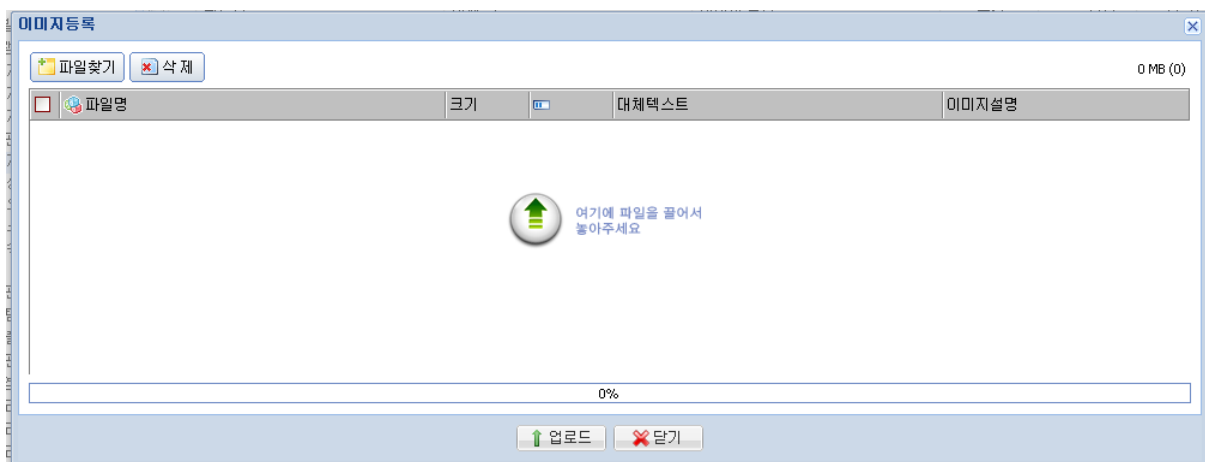 이미지등록
파일찾기 삭 제 0 MB (0)
파일명 크기 대체텍스트 이미지설명
여기에 파일을 끌어서
놓아주세요
0%
업로드 닫기